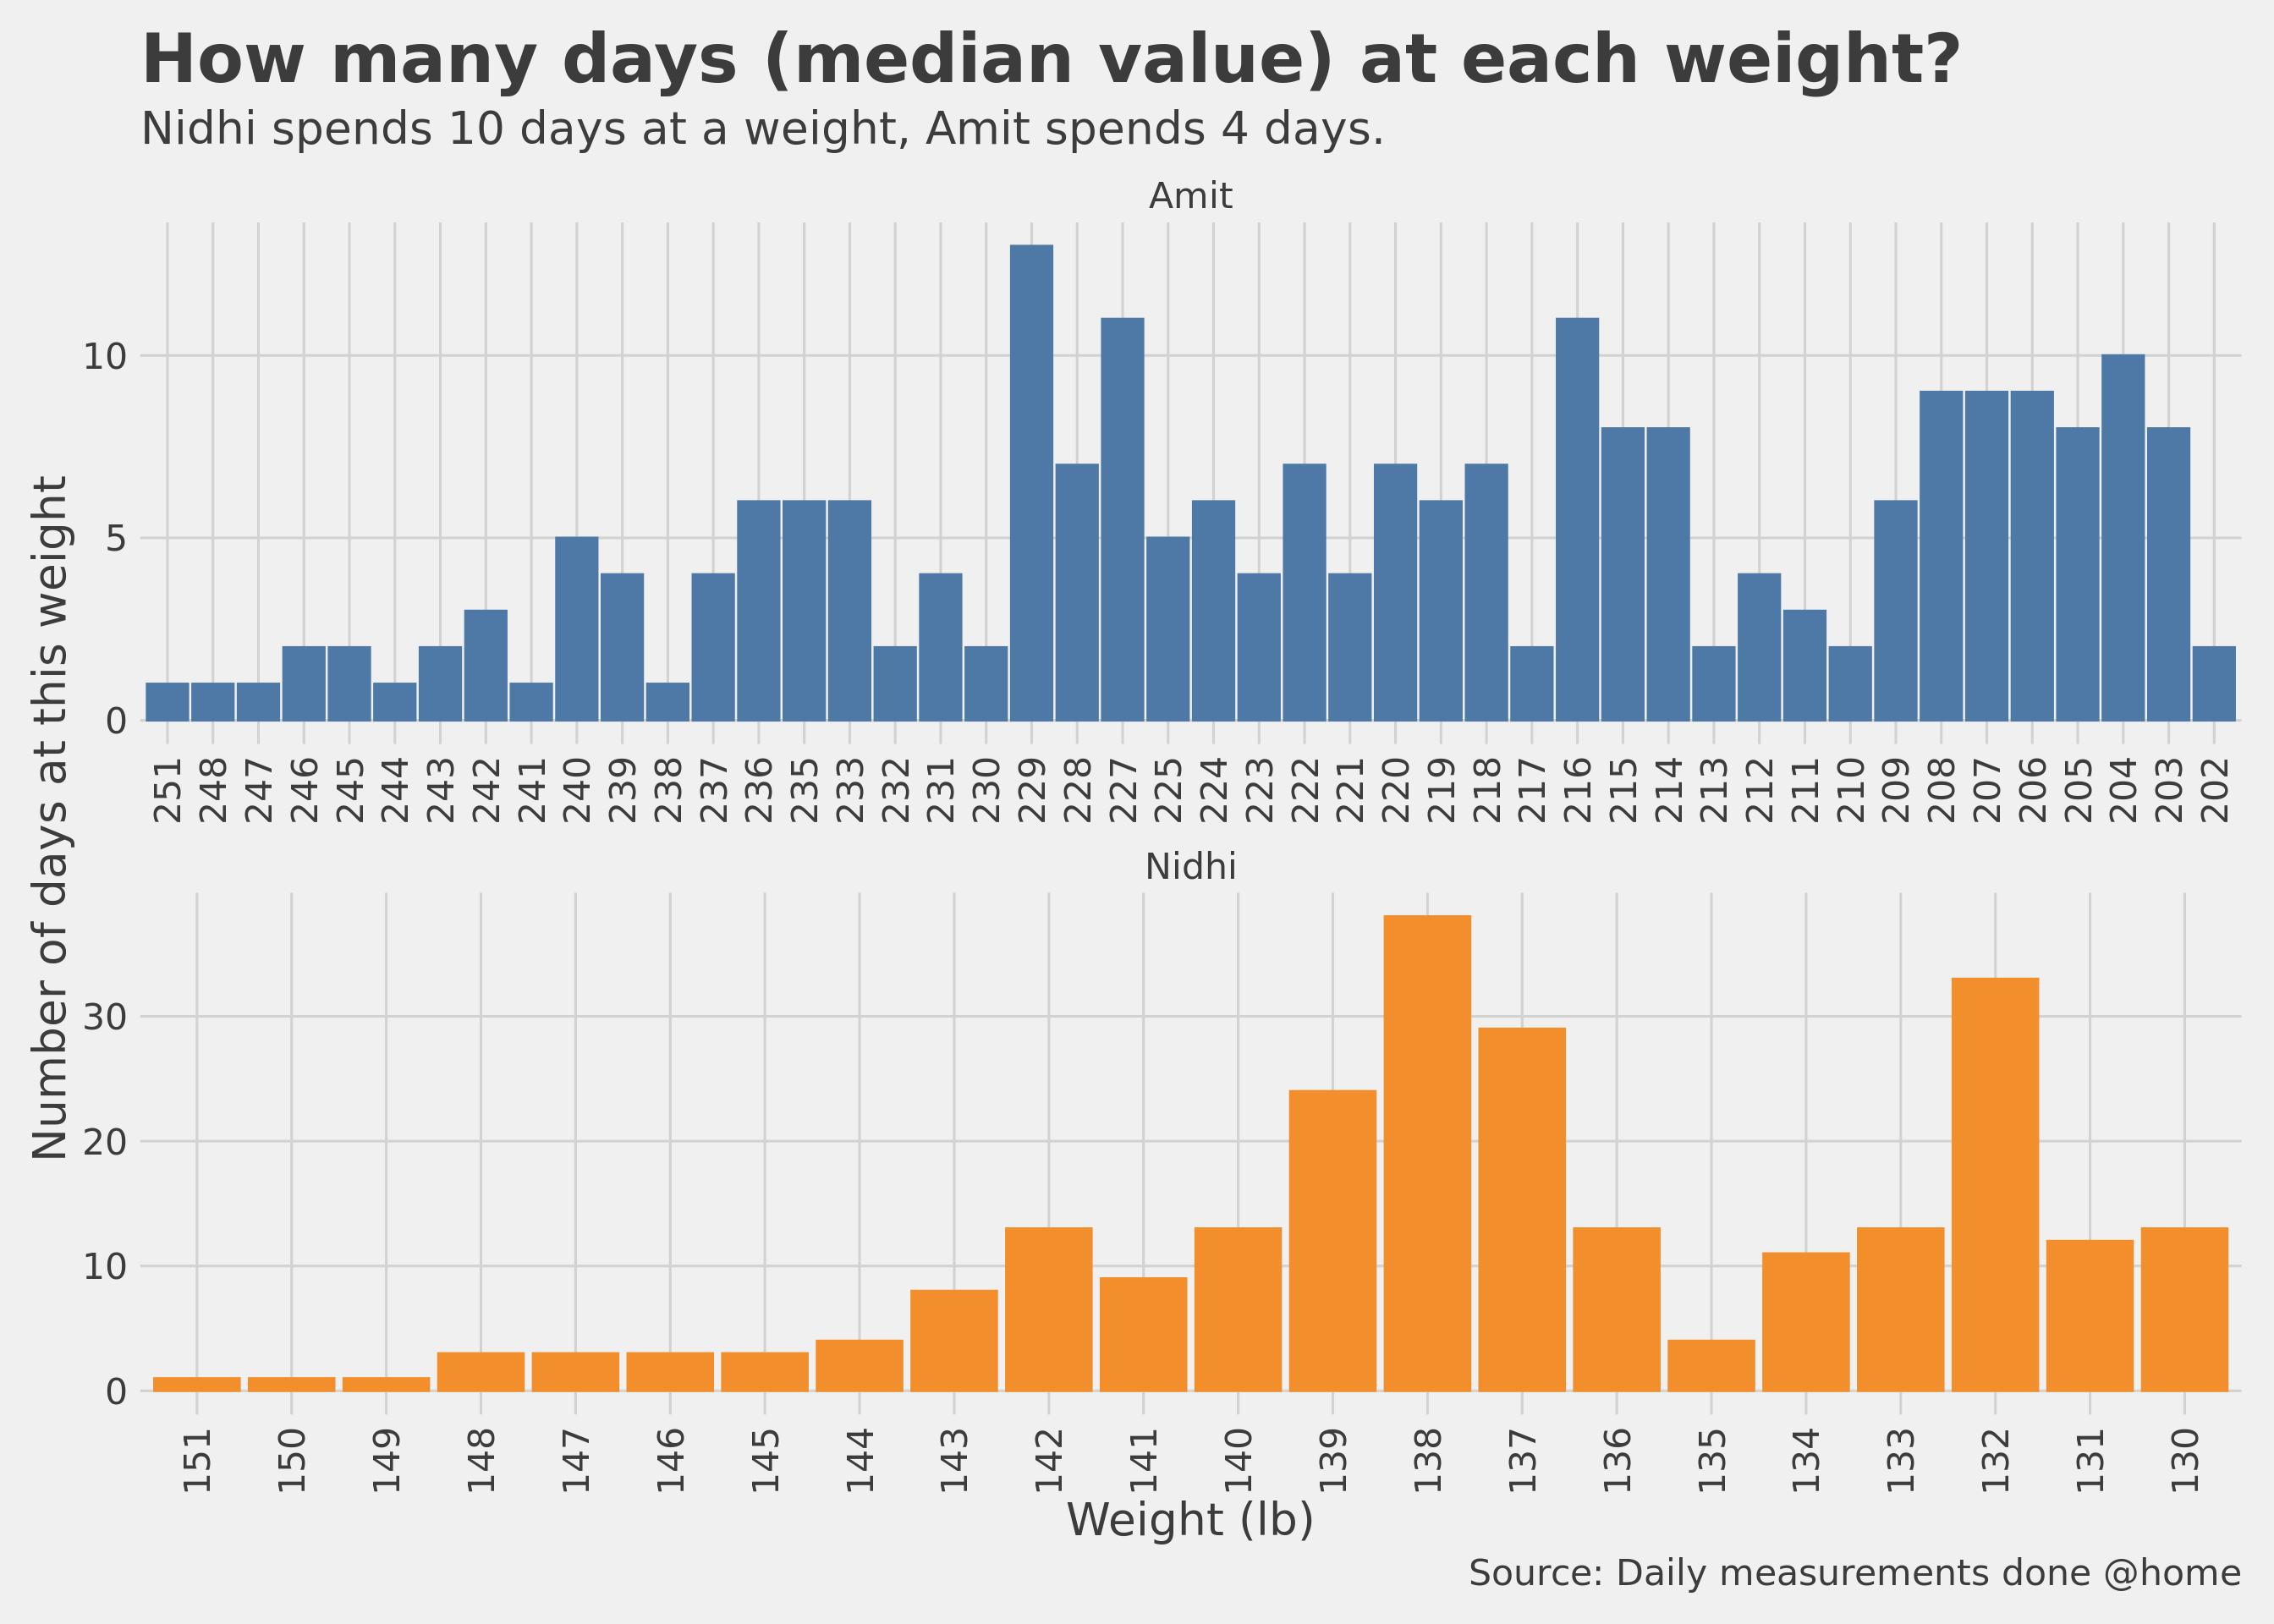 How many days (median value) at each weight?
Nidhi spends 10 days at a weight, Amit spends 4 days.
Number of days at this weight
Amit
10
5
0
251 248 247 246 245 244 243 242 241 240 239 238 237 236 235 233 232 231 230 229 228 227 225 224 223 222 221 220 219 218 217 216 215 214 213 212 211 210 209 208 207 206 205 204 203 202
Nidhi
30
20
10
0
151 150 149 148 147 146 145 144 143 142 141 140 139 138 137 136 135 134 133 132 131 130
Weight (lb)
Source: Daily measurements done @home